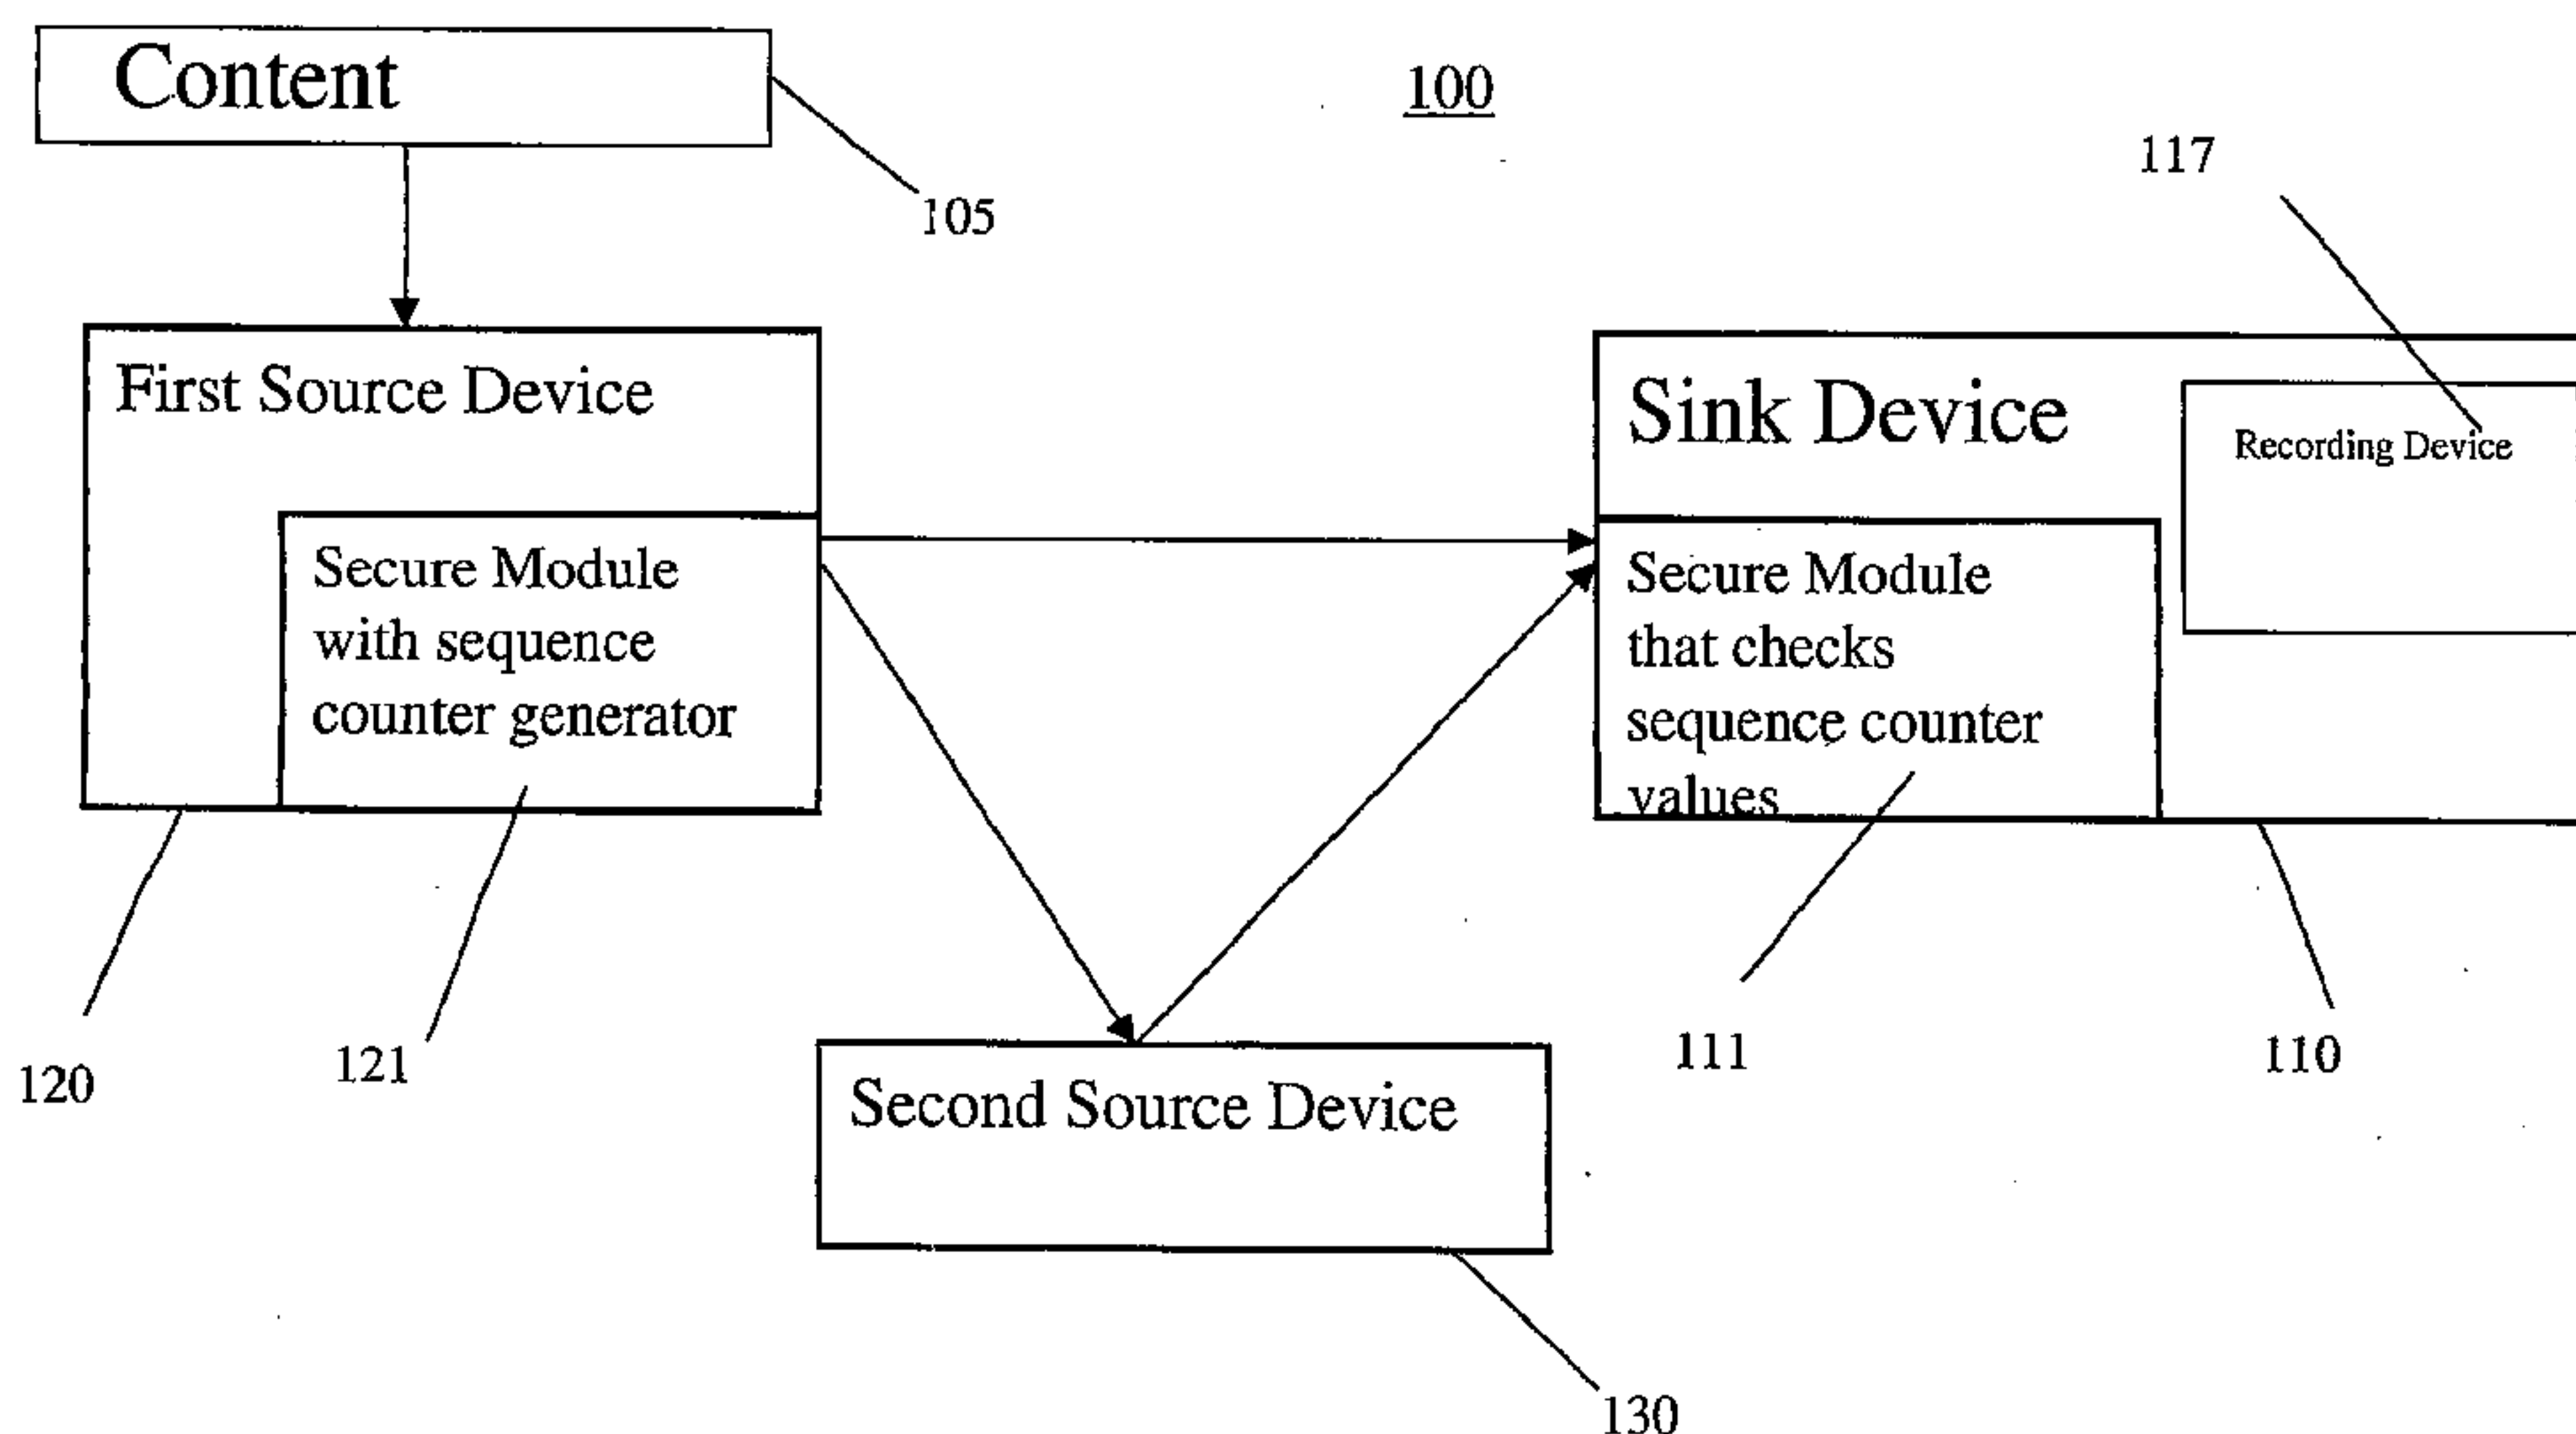 Content
100
117
105
First Source Device
Sink Device
Recording Device
Secure Module
with sequence
counter generator
Secure Module
that checks
sequence counter
values
120
121
111
110
Second Source Device
130